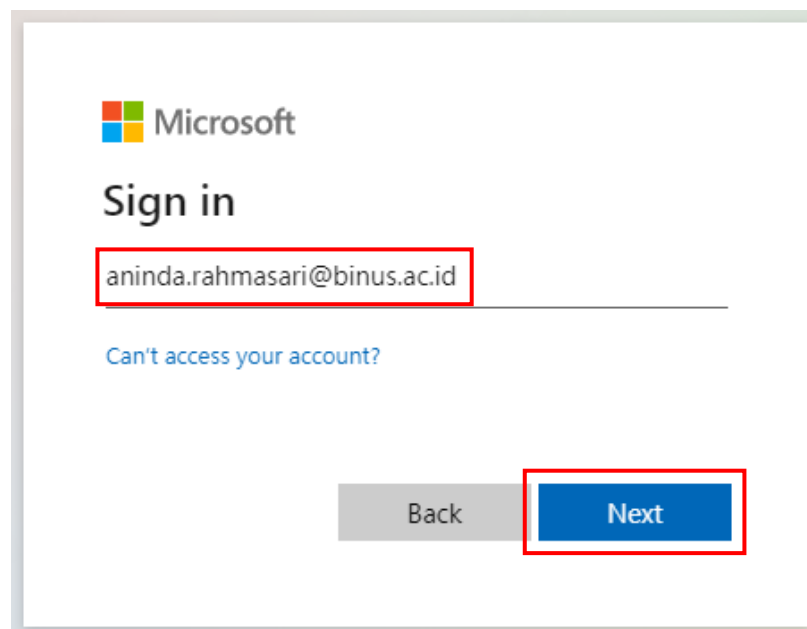 Microsoft
Sign in
aninda.rahmasari@binus.ac.id
Can't access your account?
Back Next